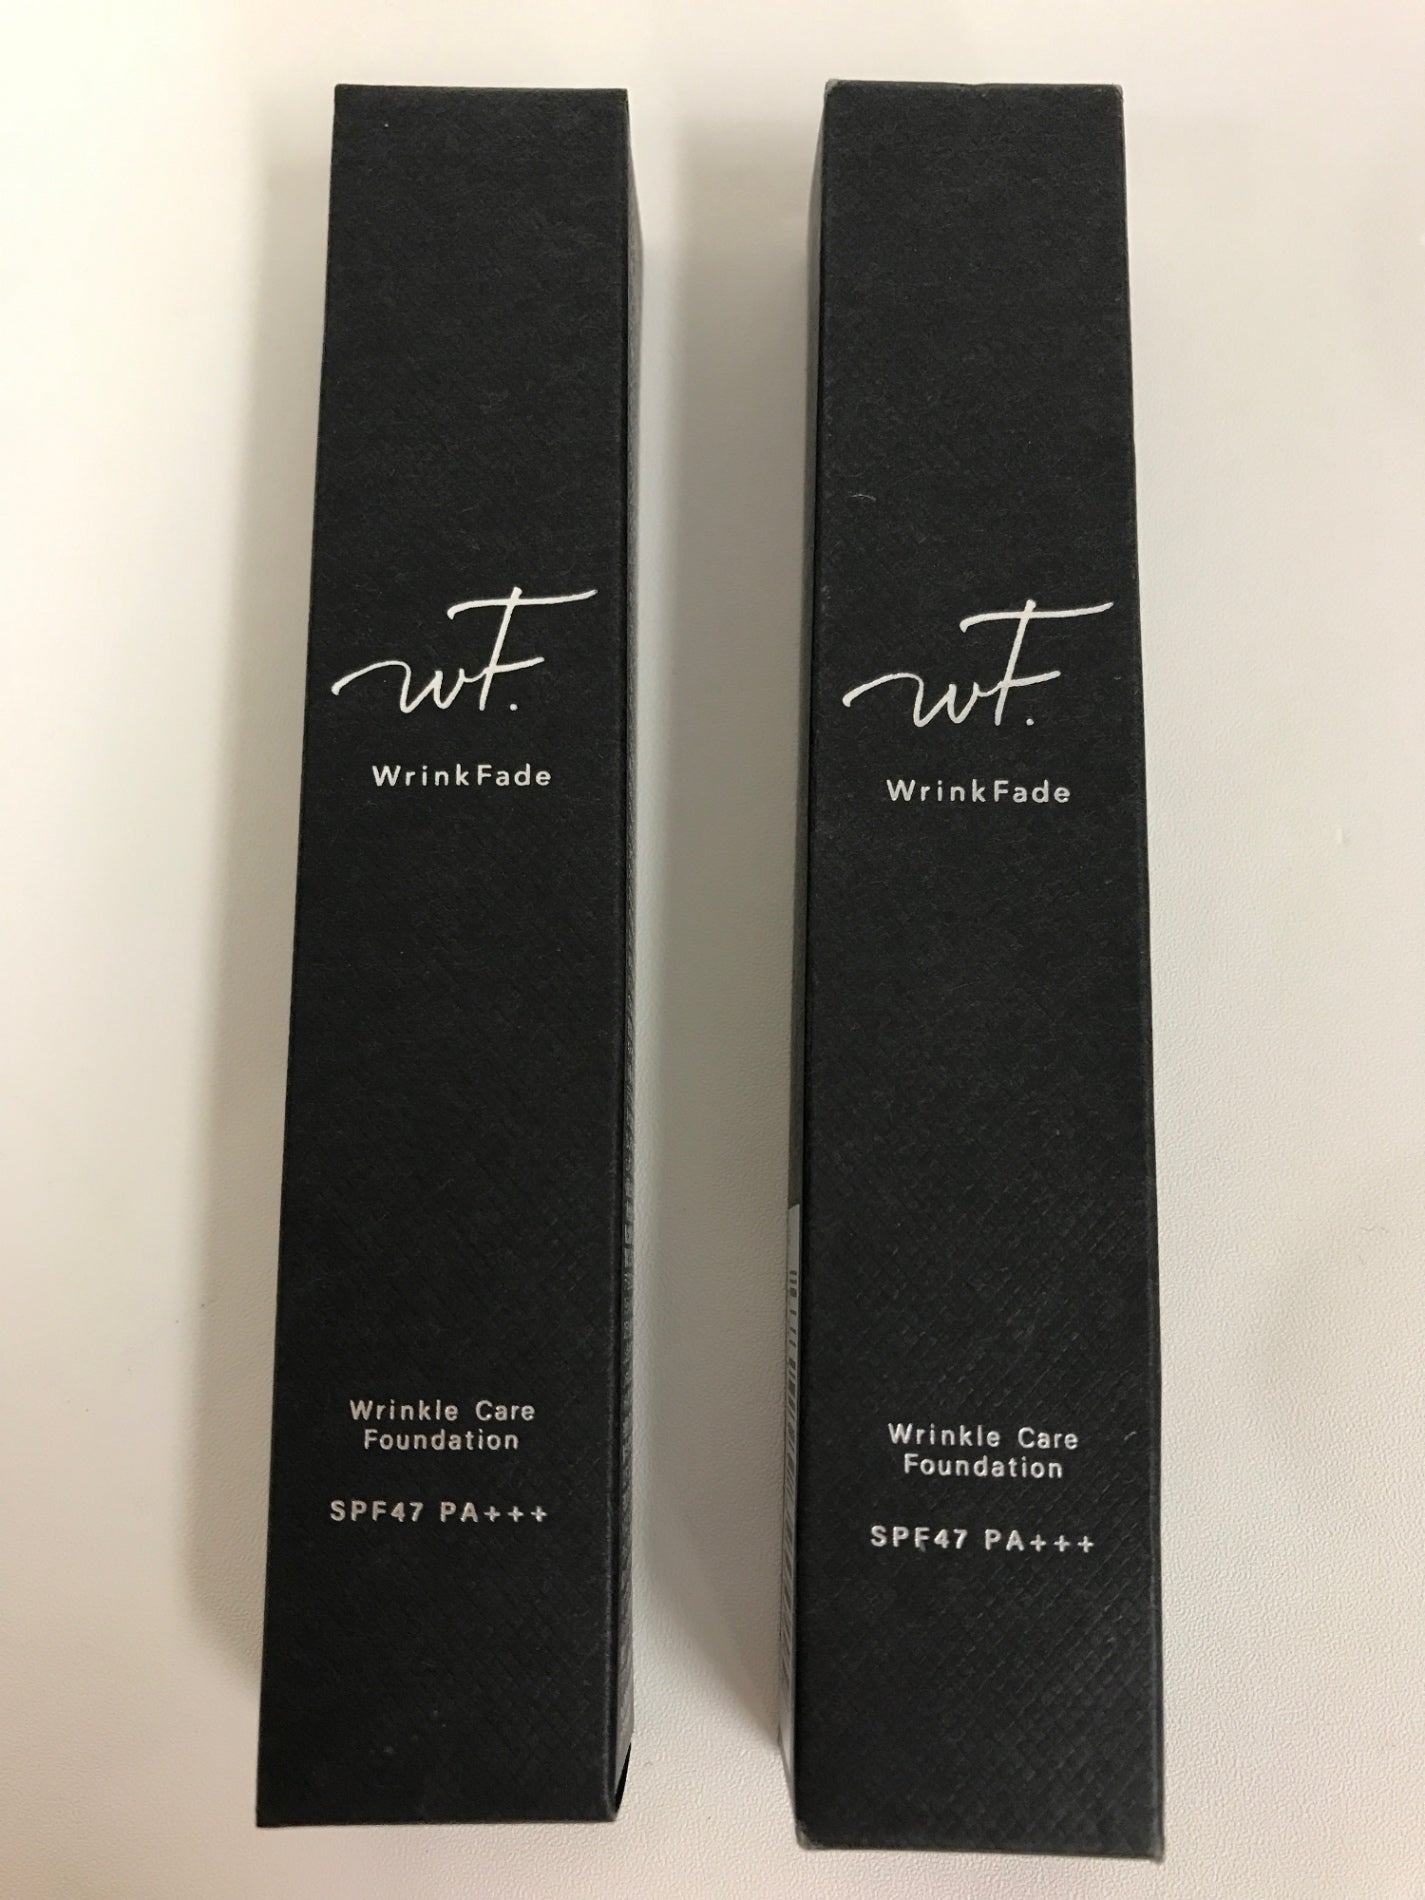 wF.
WrinkFade
Wrinkle Care
Foundation
SPF47 PA+++
wF.
WrinkFade
Wrinkle Care
Foundation
SPF47 PA+++